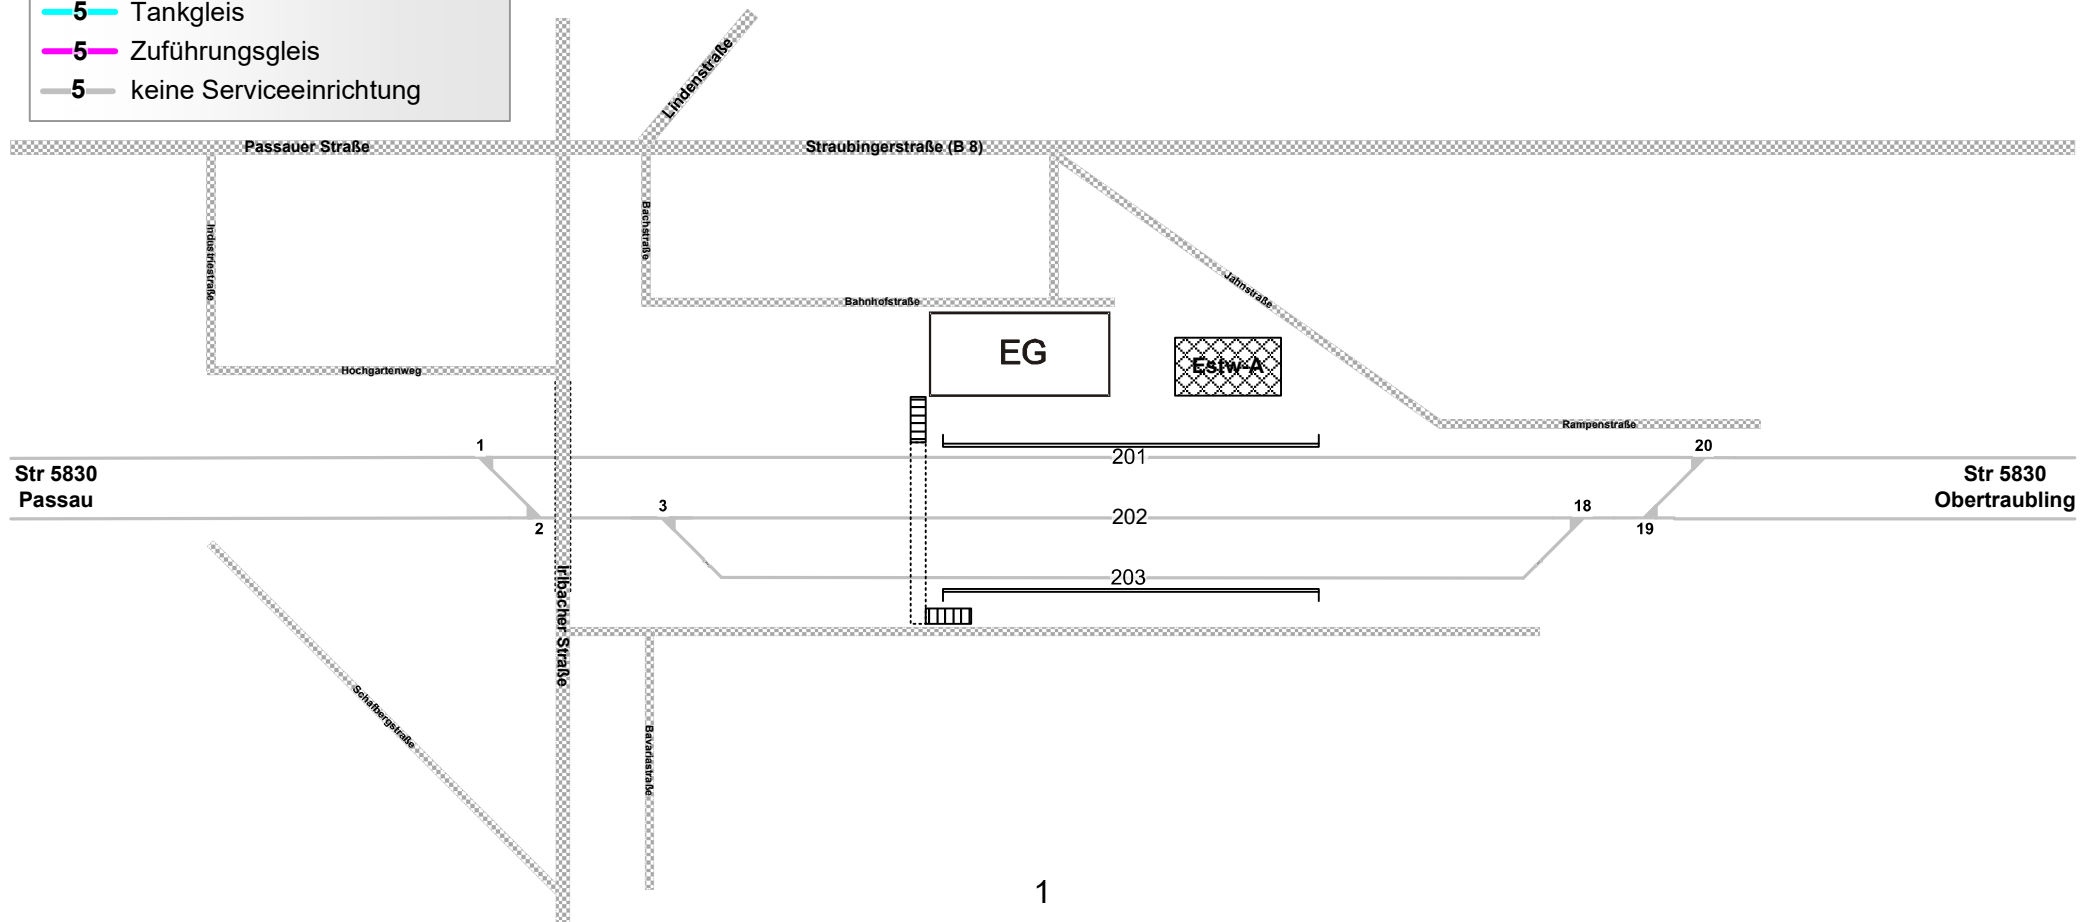 5 Tankgleis
5 Zuführungsgleis
5 keine Serviceeinrichtung
Lindenstraße
Passauer Straße
Straubingerstraße (B 8)
Industriestraße
Bachstraße
Bahnhofstraße
Jahnstraße
EG
Estw-A
Hochgartenweg
Rampenstraße
1
20
201
Str 5830
Passau
Str 5830
Obertraubling
3
18
202
2
19
203
Irlbacher Straße
Schafbergstraße
Bavariastraße
1